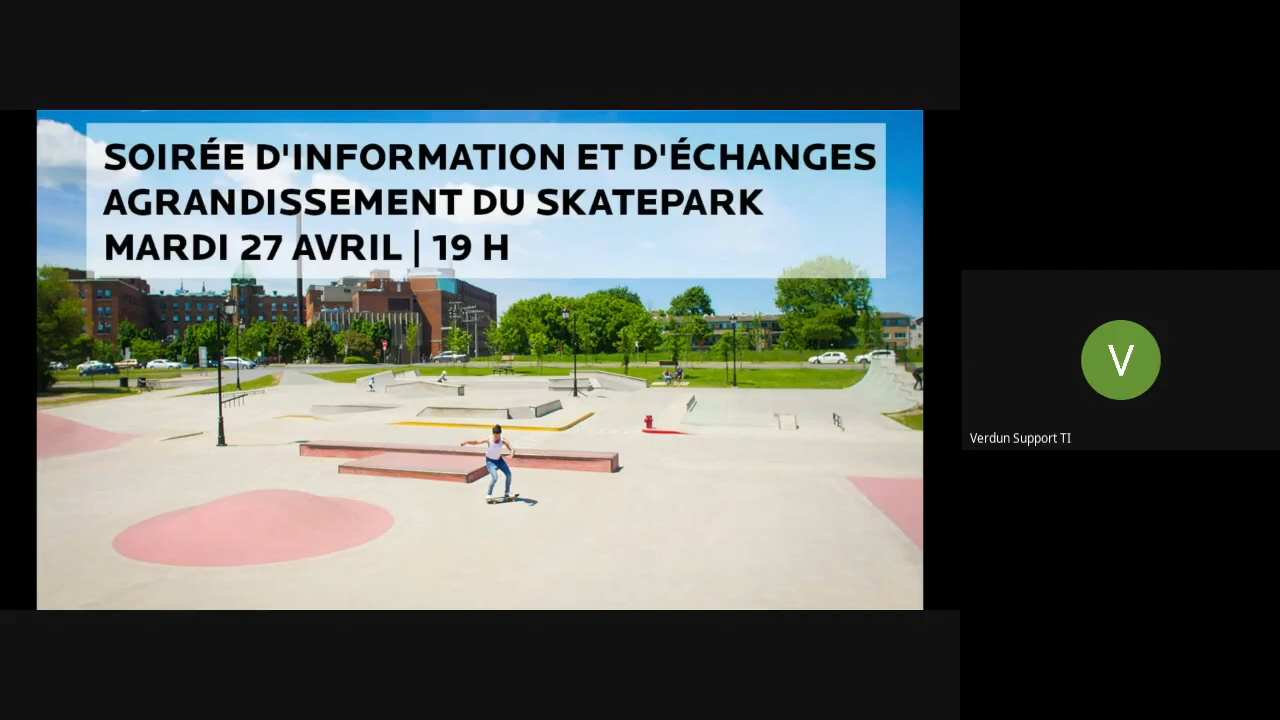 SOIRÉE D'INFORMATION ET D'ÉCHANGES
AGRANDISSEMENT DU SKATEPARK
MARDI 27 AVRIL | 19 H
V
Verdun Support TI